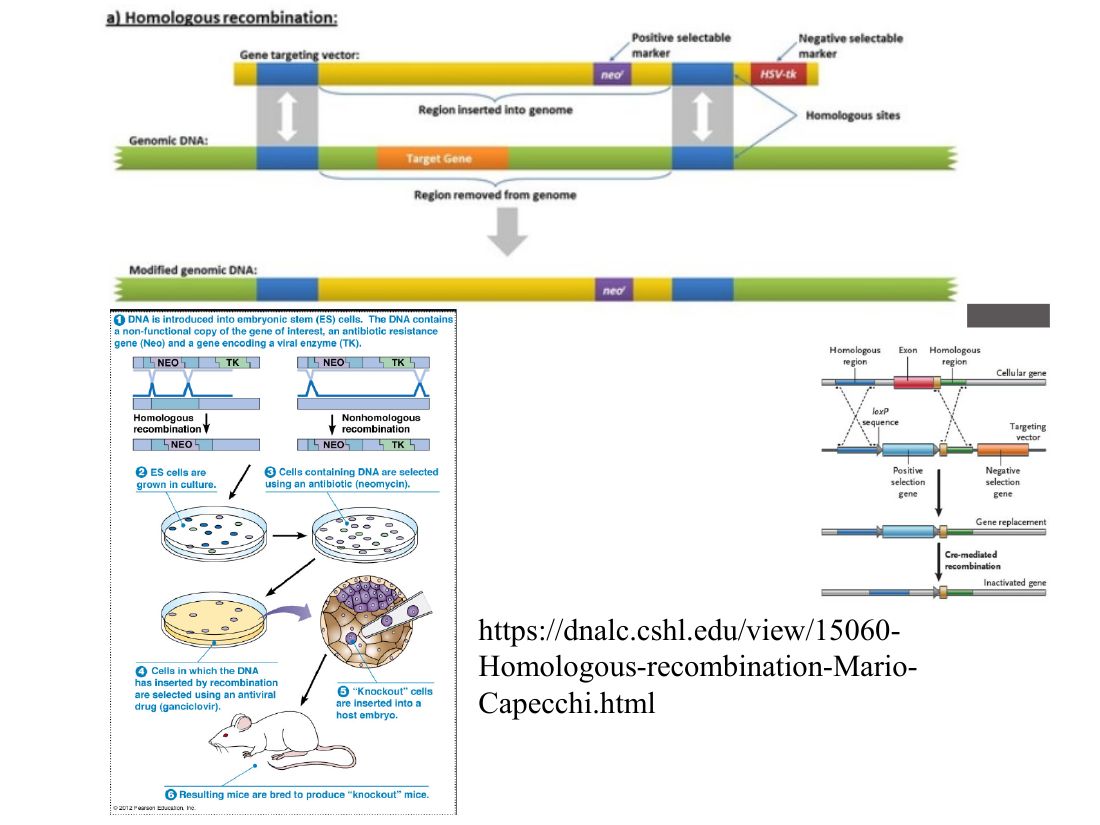 a) Homologous recombination:
Positive selectable
marker
Negative selectable
marker
Gene targeting vector:
neoʳ
HSV-tk
Region inserted into genome
Homologous sites
Genomic DNA:
Target Gene
Region removed from genome
Modified genomic DNA:
neoʳ
1 DNA is introduced into embryonic stem (ES) cells. The DNA contains
a non-functional copy of the gene of interest, an antibiotic resistance
gene (Neo) and a gene encoding a viral enzyme (TK).
NEO
TK
NEO
TK
Homologous
recombination
Nonhomologous
recombination
NEO
NEO
TK
2 ES cells are
grown in culture.
3 Cells containing DNA are selected
using an antibiotic (neomycin).
4 Cells in which the DNA
has inserted by recombination
are selected using an antiviral
drug (ganciclovir).
5 “Knockout” cells
are inserted into a
host embryo.
6 Resulting mice are bred to produce “knockout” mice.
© 2012 Pearson Education, Inc.
Homologous
region
Exon
Homologous
region
Cellular gene
loxP
sequence
Targeting
vector
Positive
selection
gene
Negative
selection
gene
Gene replacement
Cre-mediated
recombination
Inactivated gene
https://dnalc.cshl.edu/view/15060-
Homologous-recombination-Mario-
Capecchi.html